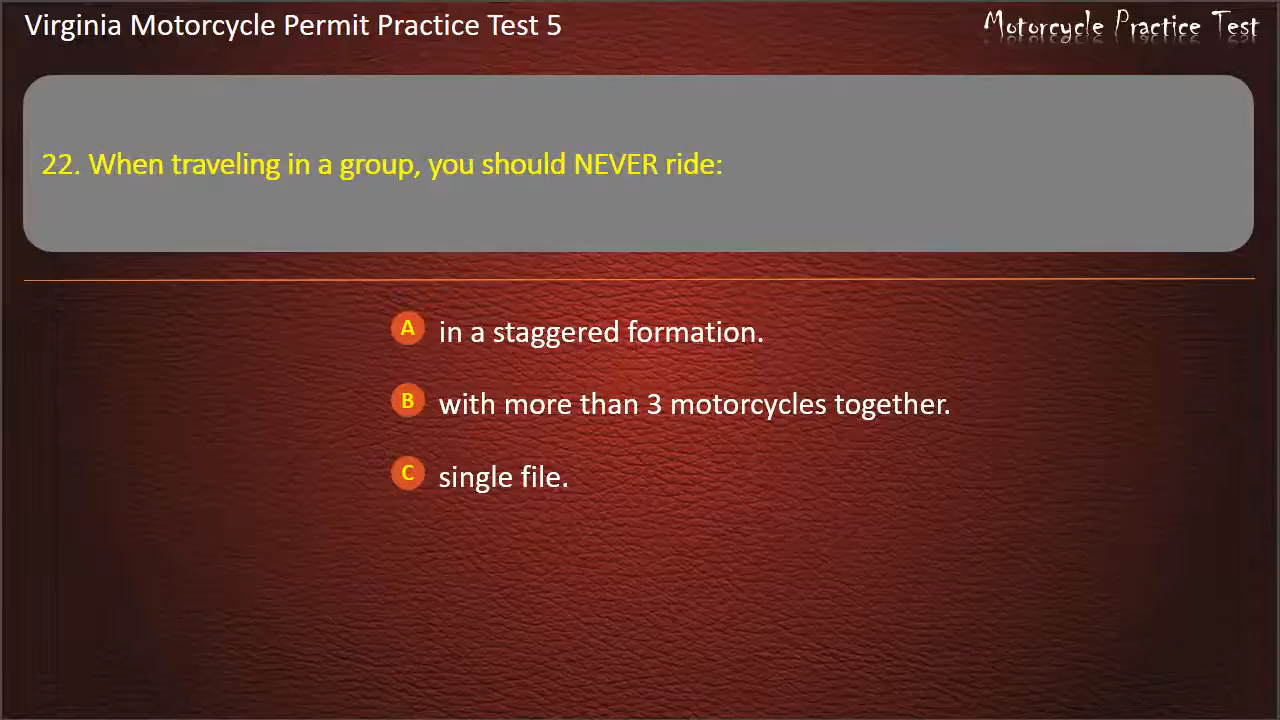 Virginia Motorcycle Permit Practice Test 5
Motorcycle Practice Test
22. When traveling in a group, you should NEVER ride:
A in a staggered formation.
B with more than 3 motorcycles together.
C single file.